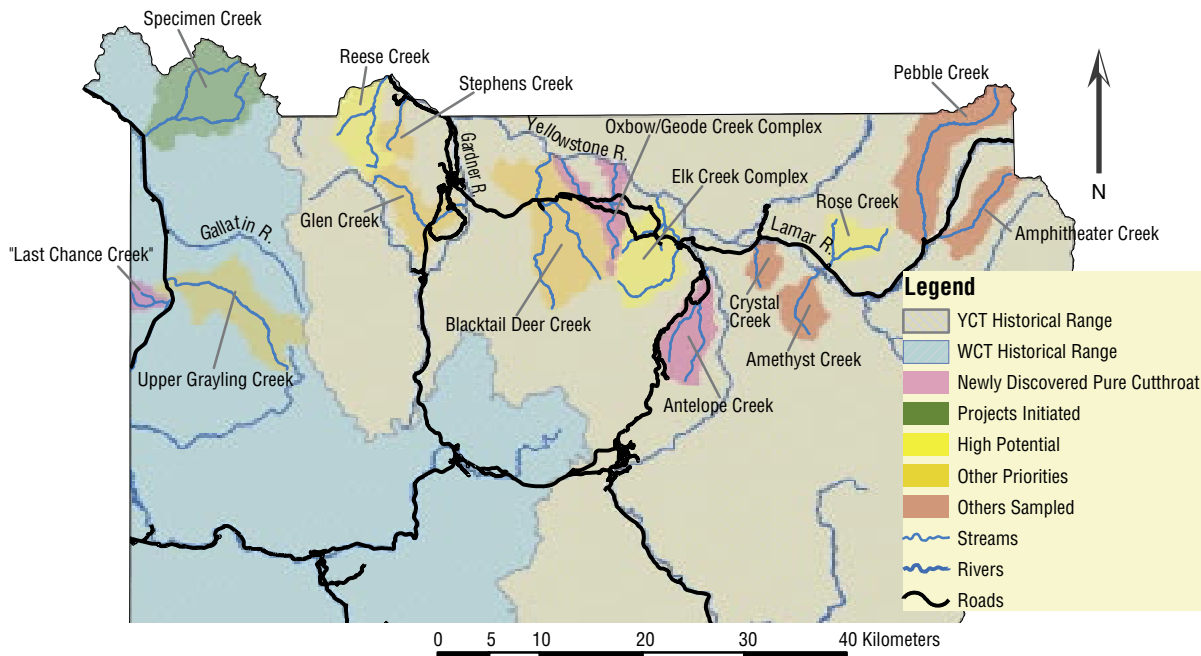 Specimen Creek
Reese Creek
Stephens Creek
Pebble Creek
Yellowstone R.
Oxbow/Geode Creek Complex
Gardner R.
Elk Creek Complex
N
Rose Creek
Glen Creek
Gallatin R.
Lamar R.
Amphitheater Creek
"Last Chance Creek"
Crystal
Creek
Blacktail Deer Creek
Amethyst Creek
Upper Grayling Creek
Antelope Creek
Legend
YCT Historical Range
WCT Historical Range
Newly Discovered Pure Cutthroat
Projects Initiated
High Potential
Other Priorities
Others Sampled
Streams
Rivers
Roads
0 5 10 20 30 40 Kilometers